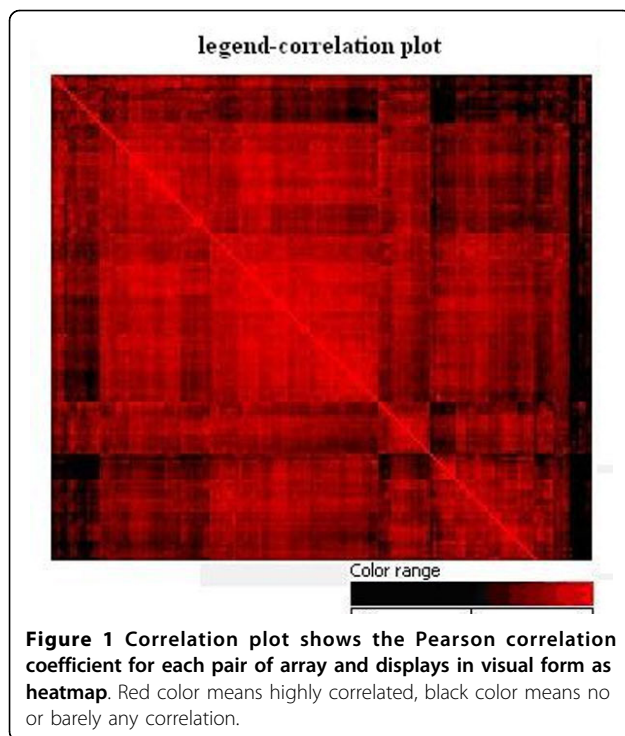 legend-correlation plot
Color range
Figure 1 Correlation plot shows the Pearson correlation
coefficient for each pair of array and displays in visual form as
heatmap. Red color means highly correlated, black color means no
or barely any correlation.